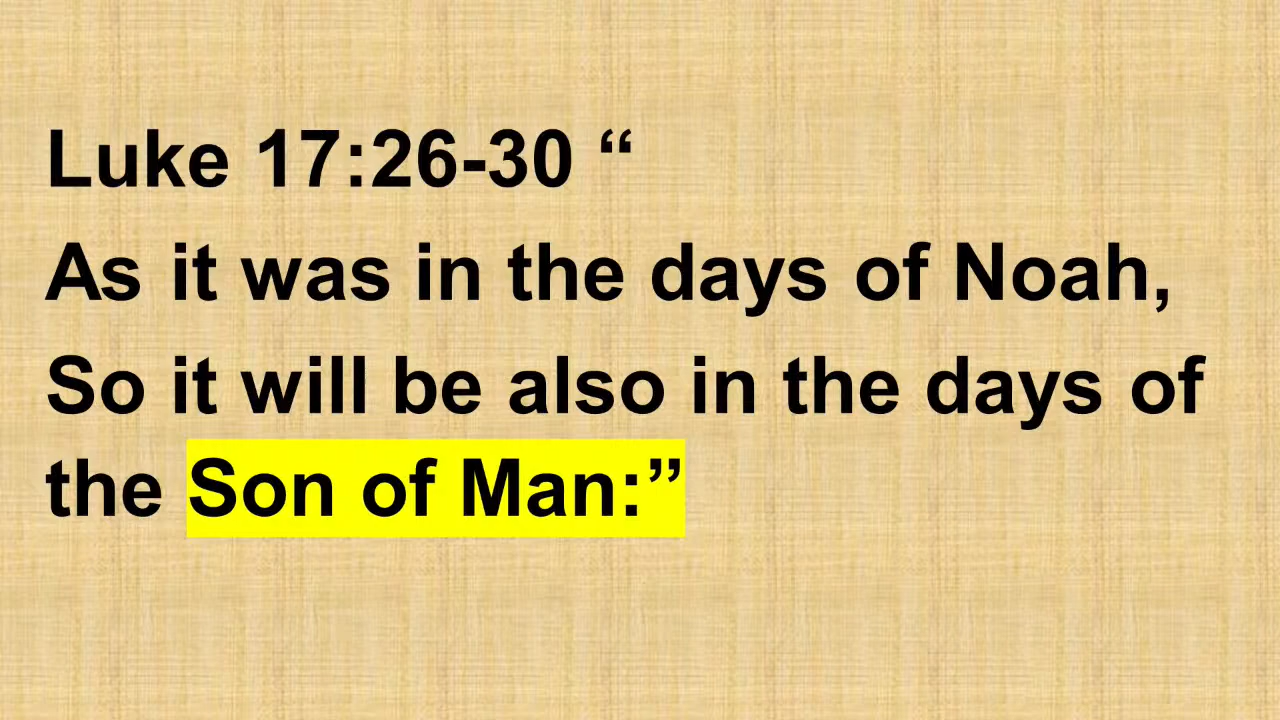 Luke 17:26-30 “
As it was in the days of Noah,
So it will be also in the days of
the Son of Man:”